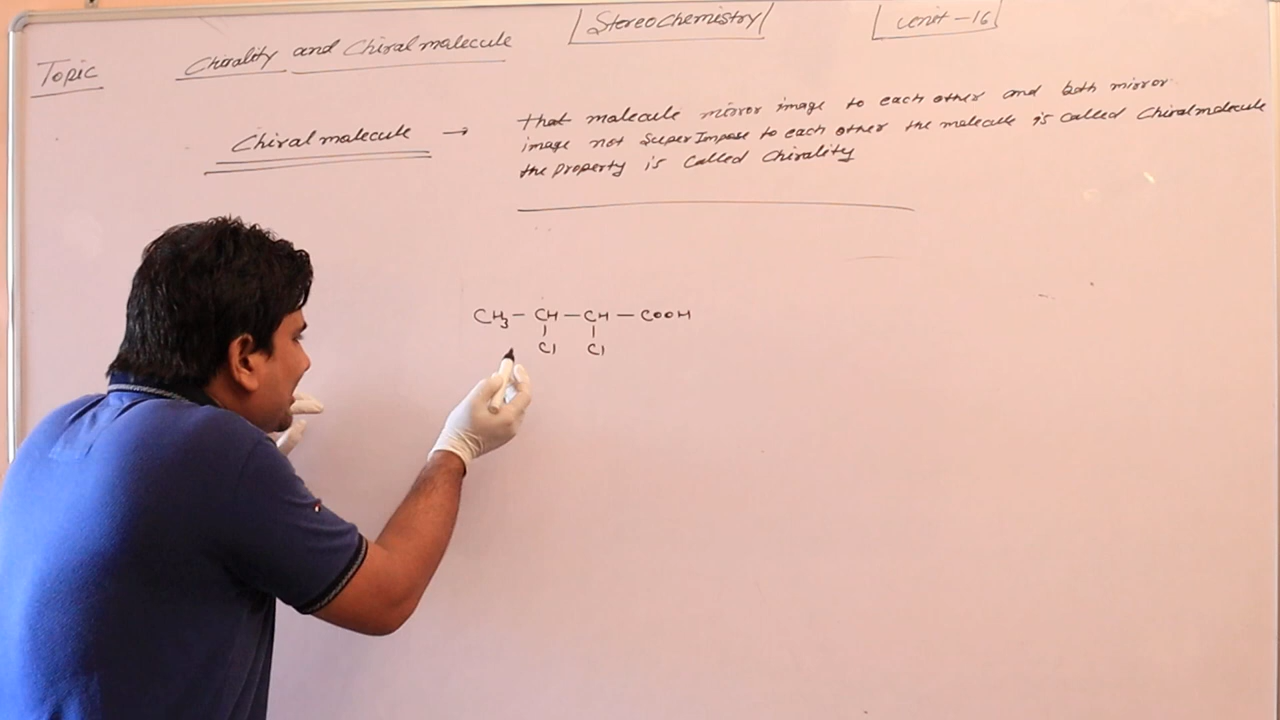 Stereochemistry
Unit-16
Topic Chirality and Chiral malecule
Chiral malecule → that malecule mirror image to each other and both mirror
image not SuperImpose to each other the malecule is called Chiral malecule
the property is called Chirality
CH3 - CH - CH - COOH
Cl Cl